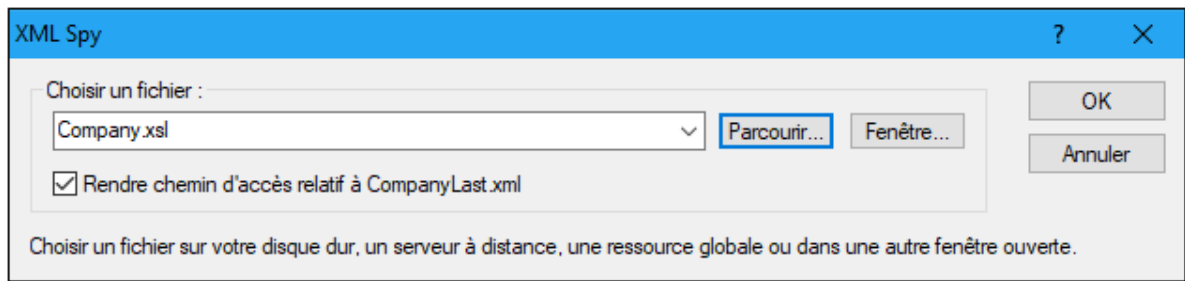 XML Spy ? ×
Choisir un fichier :
Company.xsl Parcourir... Fenêtre... OK
Rendre chemin d'accès relatif à CompanyLast.xml Annuler
Choisir un fichier sur votre disque dur, un serveur à distance, une ressource globale ou dans une autre fenêtre ouverte.